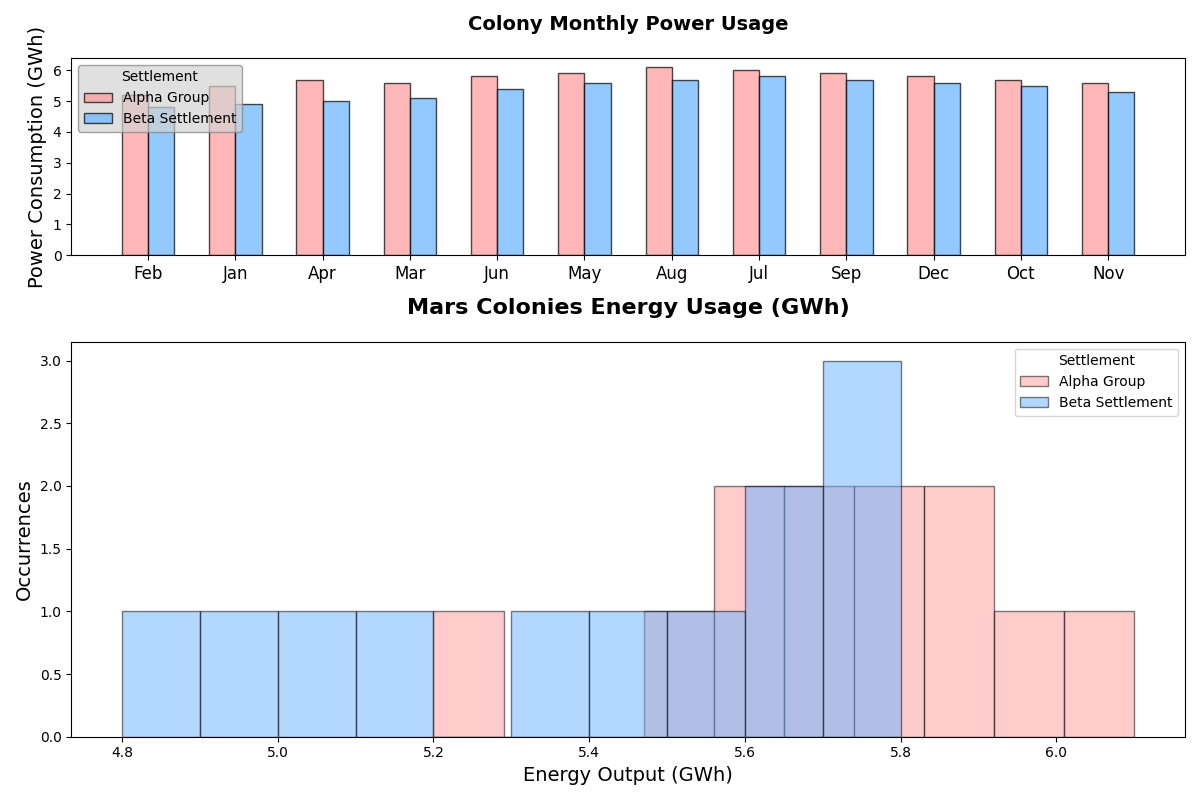 Colony Monthly Power Usage
Power Consumption (GWh)
6
5
4
3
2
1
0
Settlement
Alpha Group
Beta Settlement
Feb Jan Apr Mar Jun May Aug Jul Sep Dec Oct Nov
Mars Colonies Energy Usage (GWh)
Occurrences
3.0
2.5
2.0
1.5
1.0
0.5
0.0
Settlement
Alpha Group
Beta Settlement
4.8 5.0 5.2 5.4 5.6 5.8 6.0
Energy Output (GWh)